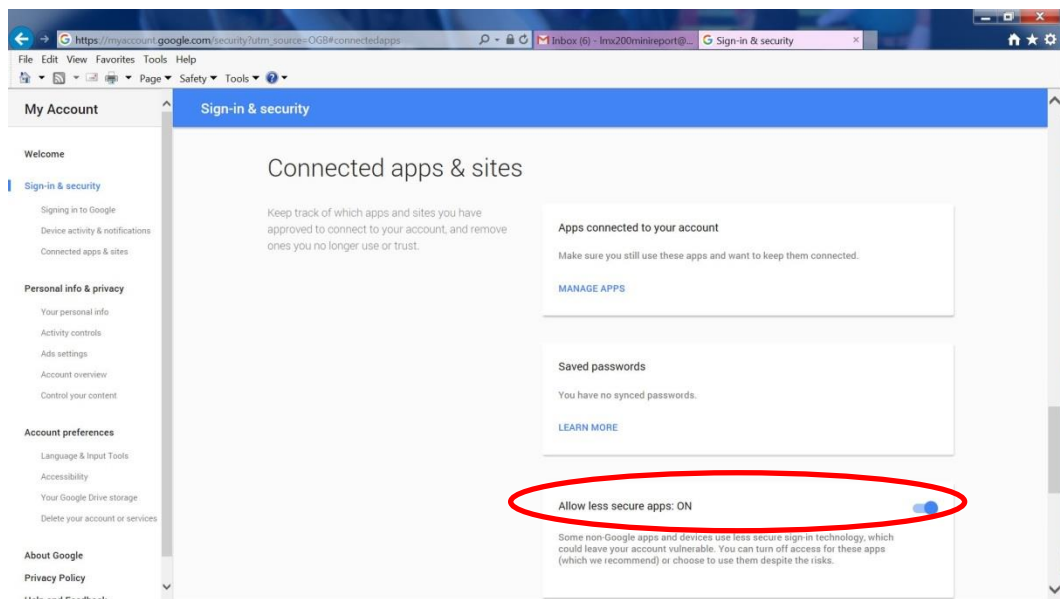 https://myaccount.google.com/security?utm_source=OGB#connectedapps
Inbox (6) - lmx200minireport@...
Sign-in & security
File Edit View Favorites Tools Help
Page Safety Tools
My Account
Sign-in & security
Welcome
Sign-in & security
Signing in to Google
Device activity & notifications
Connected apps & sites
Personal info & privacy
Your personal info
Activity controls
Ads settings
Account overview
Control your content
Account preferences
Language & Input Tools
Accessibility
Your Google Drive storage
Delete your account or services
About Google
Privacy Policy
Help and Feedback
Connected apps & sites
Keep track of which apps and sites you have
approved to connect to your account, and remove
ones you no longer use or trust.
Apps connected to your account
Make sure you still use these apps and want to keep them connected.
MANAGE APPS
Saved passwords
You have no synced passwords.
LEARN MORE
Allow less secure apps: ON
Some non-Google apps and devices use less secure sign-in technology, which
could leave your account vulnerable. You can turn off access for these apps
(which we recommend) or choose to use them despite the risks.